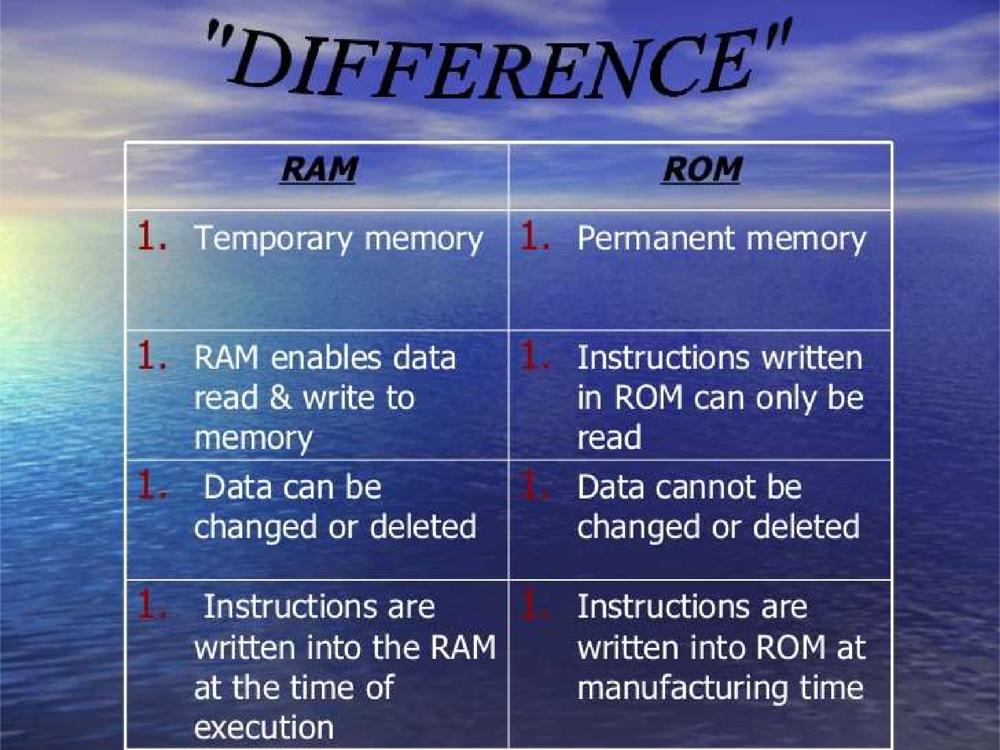 "DIFFERENCE"
RAM
ROM
1. Temporary memory
1. Permanent memory
1. RAM enables data
read & write to
memory
1. Instructions written
in ROM can only be
read
1. Data can be
changed or deleted
1. Data cannot be
changed or deleted
1. Instructions are
written into the RAM
at the time of
execution
1. Instructions are
written into ROM at
manufacturing time